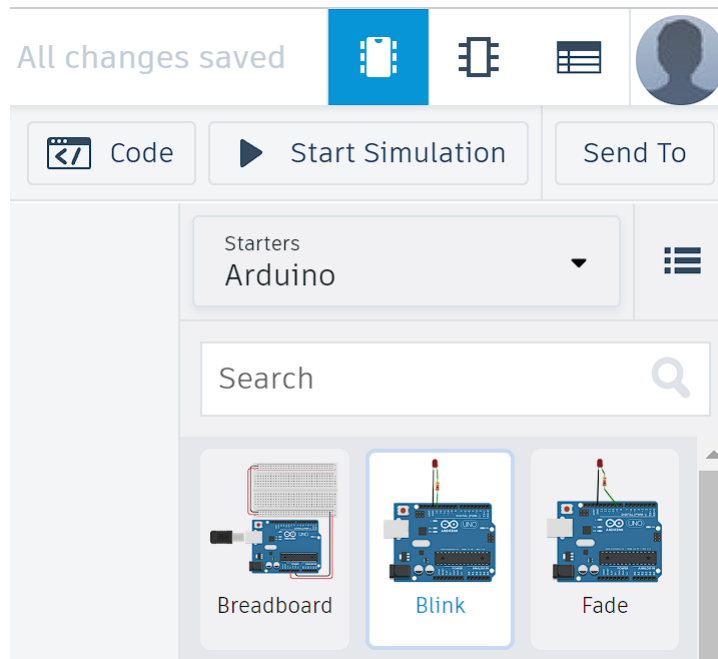 All changes saved
Code
Start Simulation
Send To
Starters
Arduino
Search
Breadboard
Blink
Fade